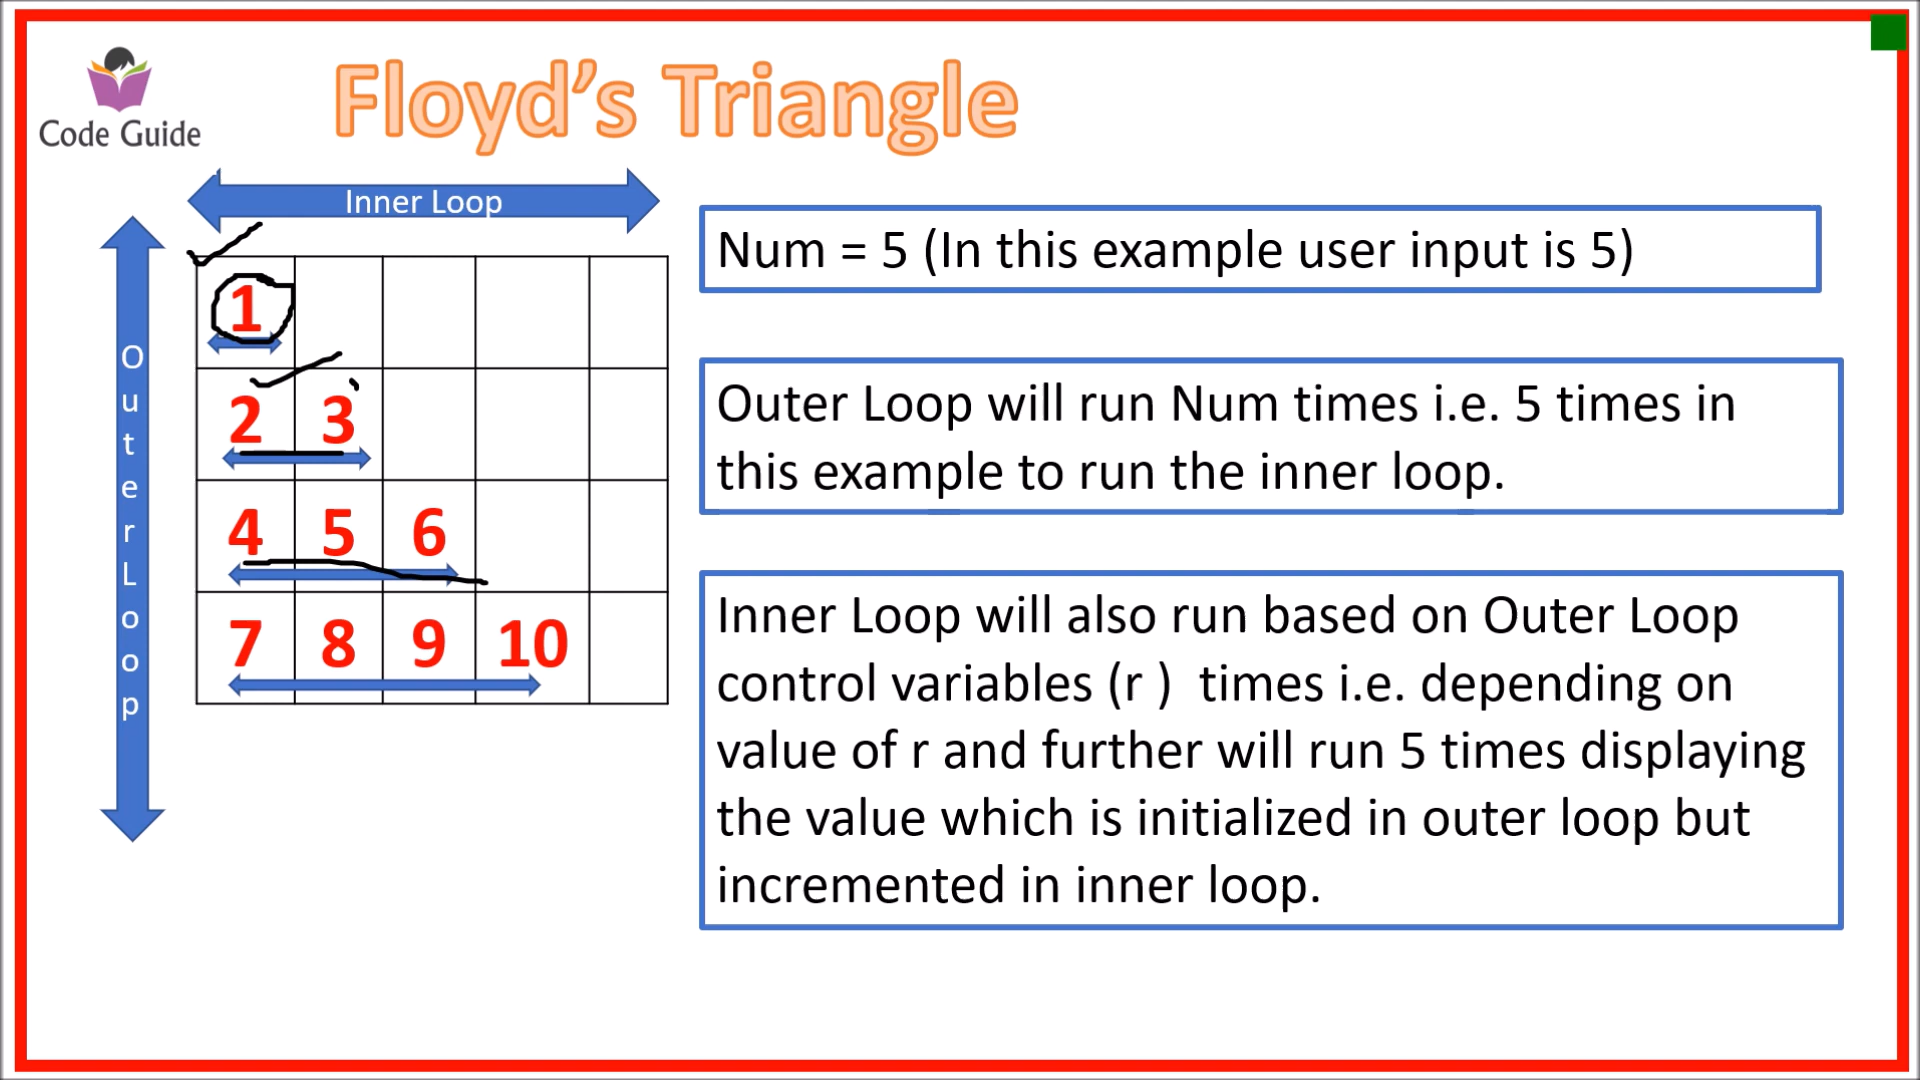 Code Guide
Floyd's Triangle
Inner Loop
Outer Loop
1
2 3
4 5 6
7 8 9 10
Num = 5 (In this example user input is 5)
Outer Loop will run Num times i.e. 5 times in
this example to run the inner loop.
Inner Loop will also run based on Outer Loop
control variables (r )  times i.e. depending on
value of r and further will run 5 times displaying
the value which is initialized in outer loop but
incremented in inner loop.